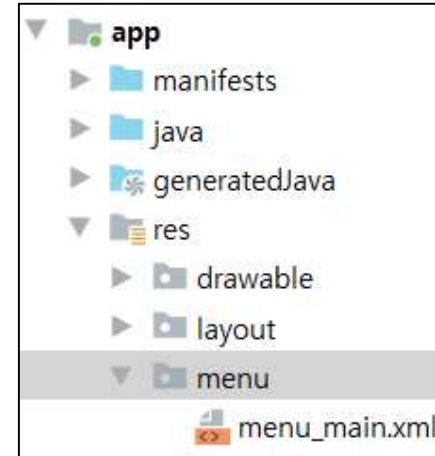 app
manifests
java
generatedJava
res
drawable
layout
menu
menu_main.xml